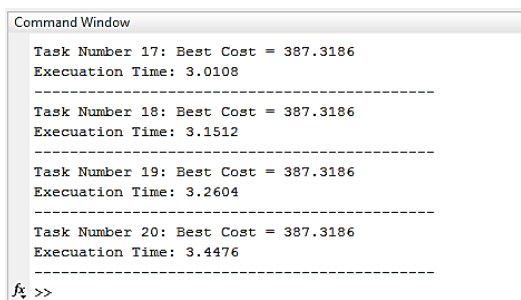 Command Window
Task Number 17: Best Cost = 387.3186
Execuation Time: 3.0108
--------------------------------------------
Task Number 18: Best Cost = 387.3186
Execuation Time: 3.1512
--------------------------------------------
Task Number 19: Best Cost = 387.3186
Execuation Time: 3.2604
--------------------------------------------
Task Number 20: Best Cost = 387.3186
Execuation Time: 3.4476
--------------------------------------------
fx >>